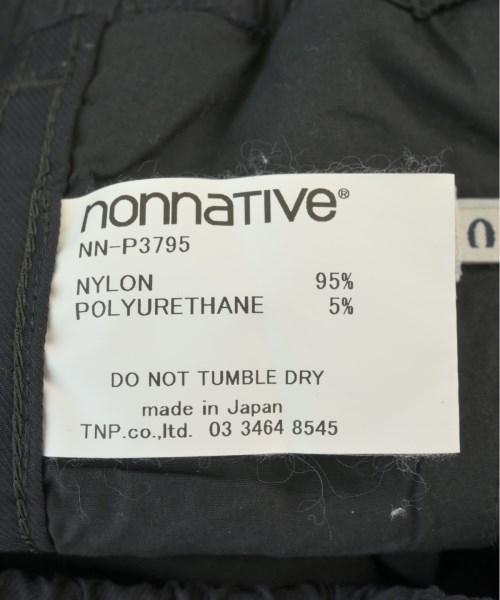 nonnaTIVe®
NN-P3795
NYLON 95%
POLYURETHANE 5%
DO NOT TUMBLE DRY
made in Japan
TNP.co.,ltd. 03 3464 8545